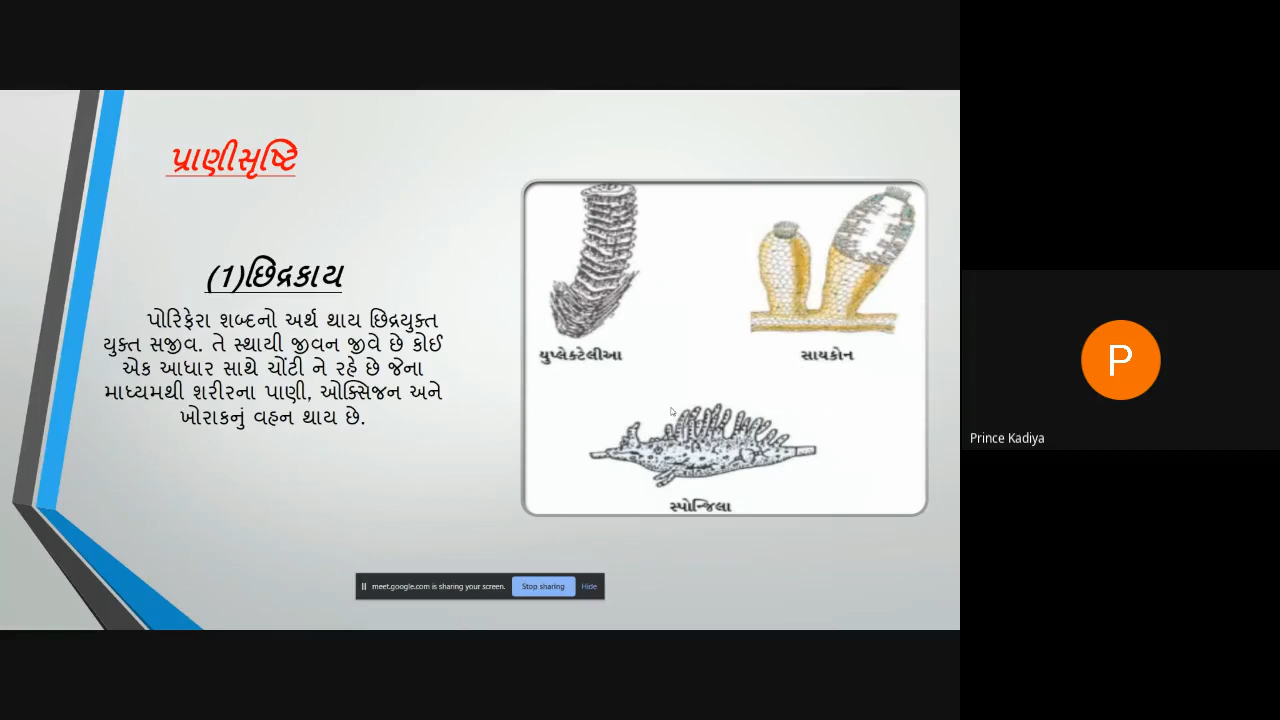 પ્રાણીસૃષ્ટિ
(1)છિદ્રકાય
પોરિફેરા શબ્દનો અર્થ થાય છિદ્રયુક્ત
યુક્ત સજીવ. તે સ્થાયી જીવન જીવે છે કોઈ
એક આધાર સાથે ચોંટી ને રહે છે જેના
માધ્યમથી શરીરના પાણી, ઓક્સિજન અને
ખોરાકનું વહન થાય છે.
યુપ્લેક્ટેલીઆ
સાયકોન
સ્પોન્જિલા
meet.google.com is sharing your screen.
Stop sharing
Hide
P
Prince Kadiya